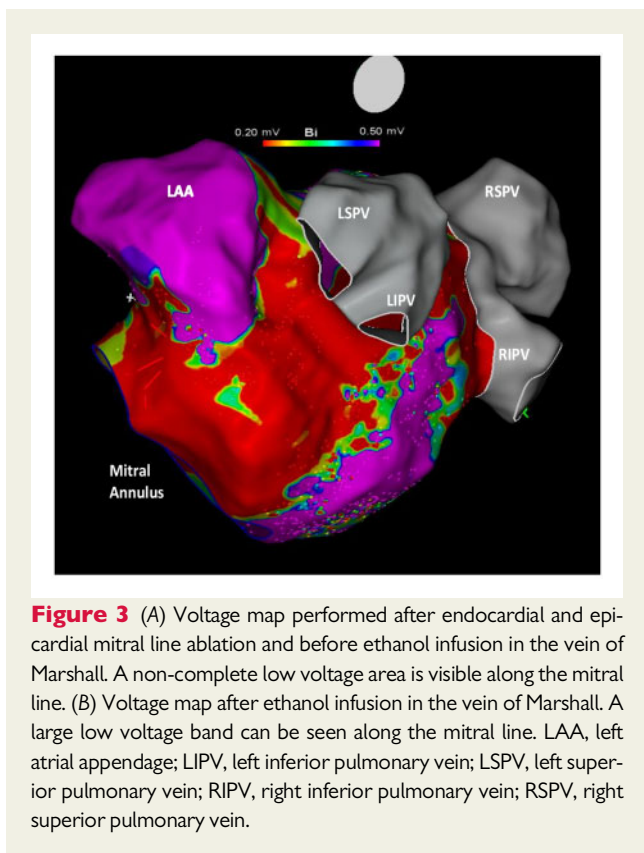 0.20 mV Bi 0.50 mV
LAA
LSPV
RSPV
LIPV
RIPV
Mitral
Annulus
Figure 3 (A) Voltage map performed after endocardial and epi-
cardial mitral line ablation and before ethanol infusion in the vein of
Marshall. A non-complete low voltage area is visible along the mitral
line. (B) Voltage map after ethanol infusion in the vein of Marshall. A
large low voltage band can be seen along the mitral line. LAA, left
atrial appendage; LIPV, left inferior pulmonary vein; LSPV, left super-
ior pulmonary vein; RIPV, right inferior pulmonary vein; RSPV, right
superior pulmonary vein.